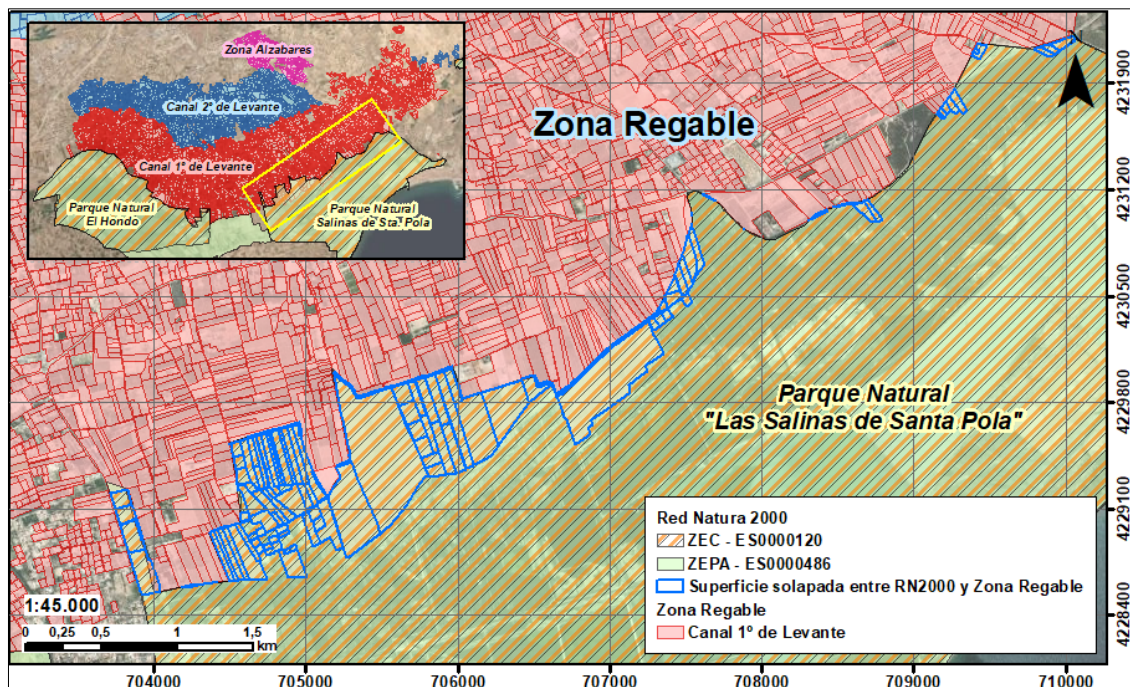 Zona Alzabares
Canal 2º de Levante
Canal 1º de Levante
Parque Natural
El Hondo
Parque Natural
Salinas de Sta. Pola
Zona Regable
Parque Natural
"Las Salinas de Santa Pola"
Red Natura 2000
ZEC - ES0000120
ZEPA - ES0000486
Superficie solapada entre RN2000 y Zona Regable
Zona Regable
Canal 1º de Levante
1:45.000
0 0,25 0,5 1 1,5
km
4231900
4231200
4230500
4229800
4229100
4228400
704000 705000 706000 707000 708000 709000 710000